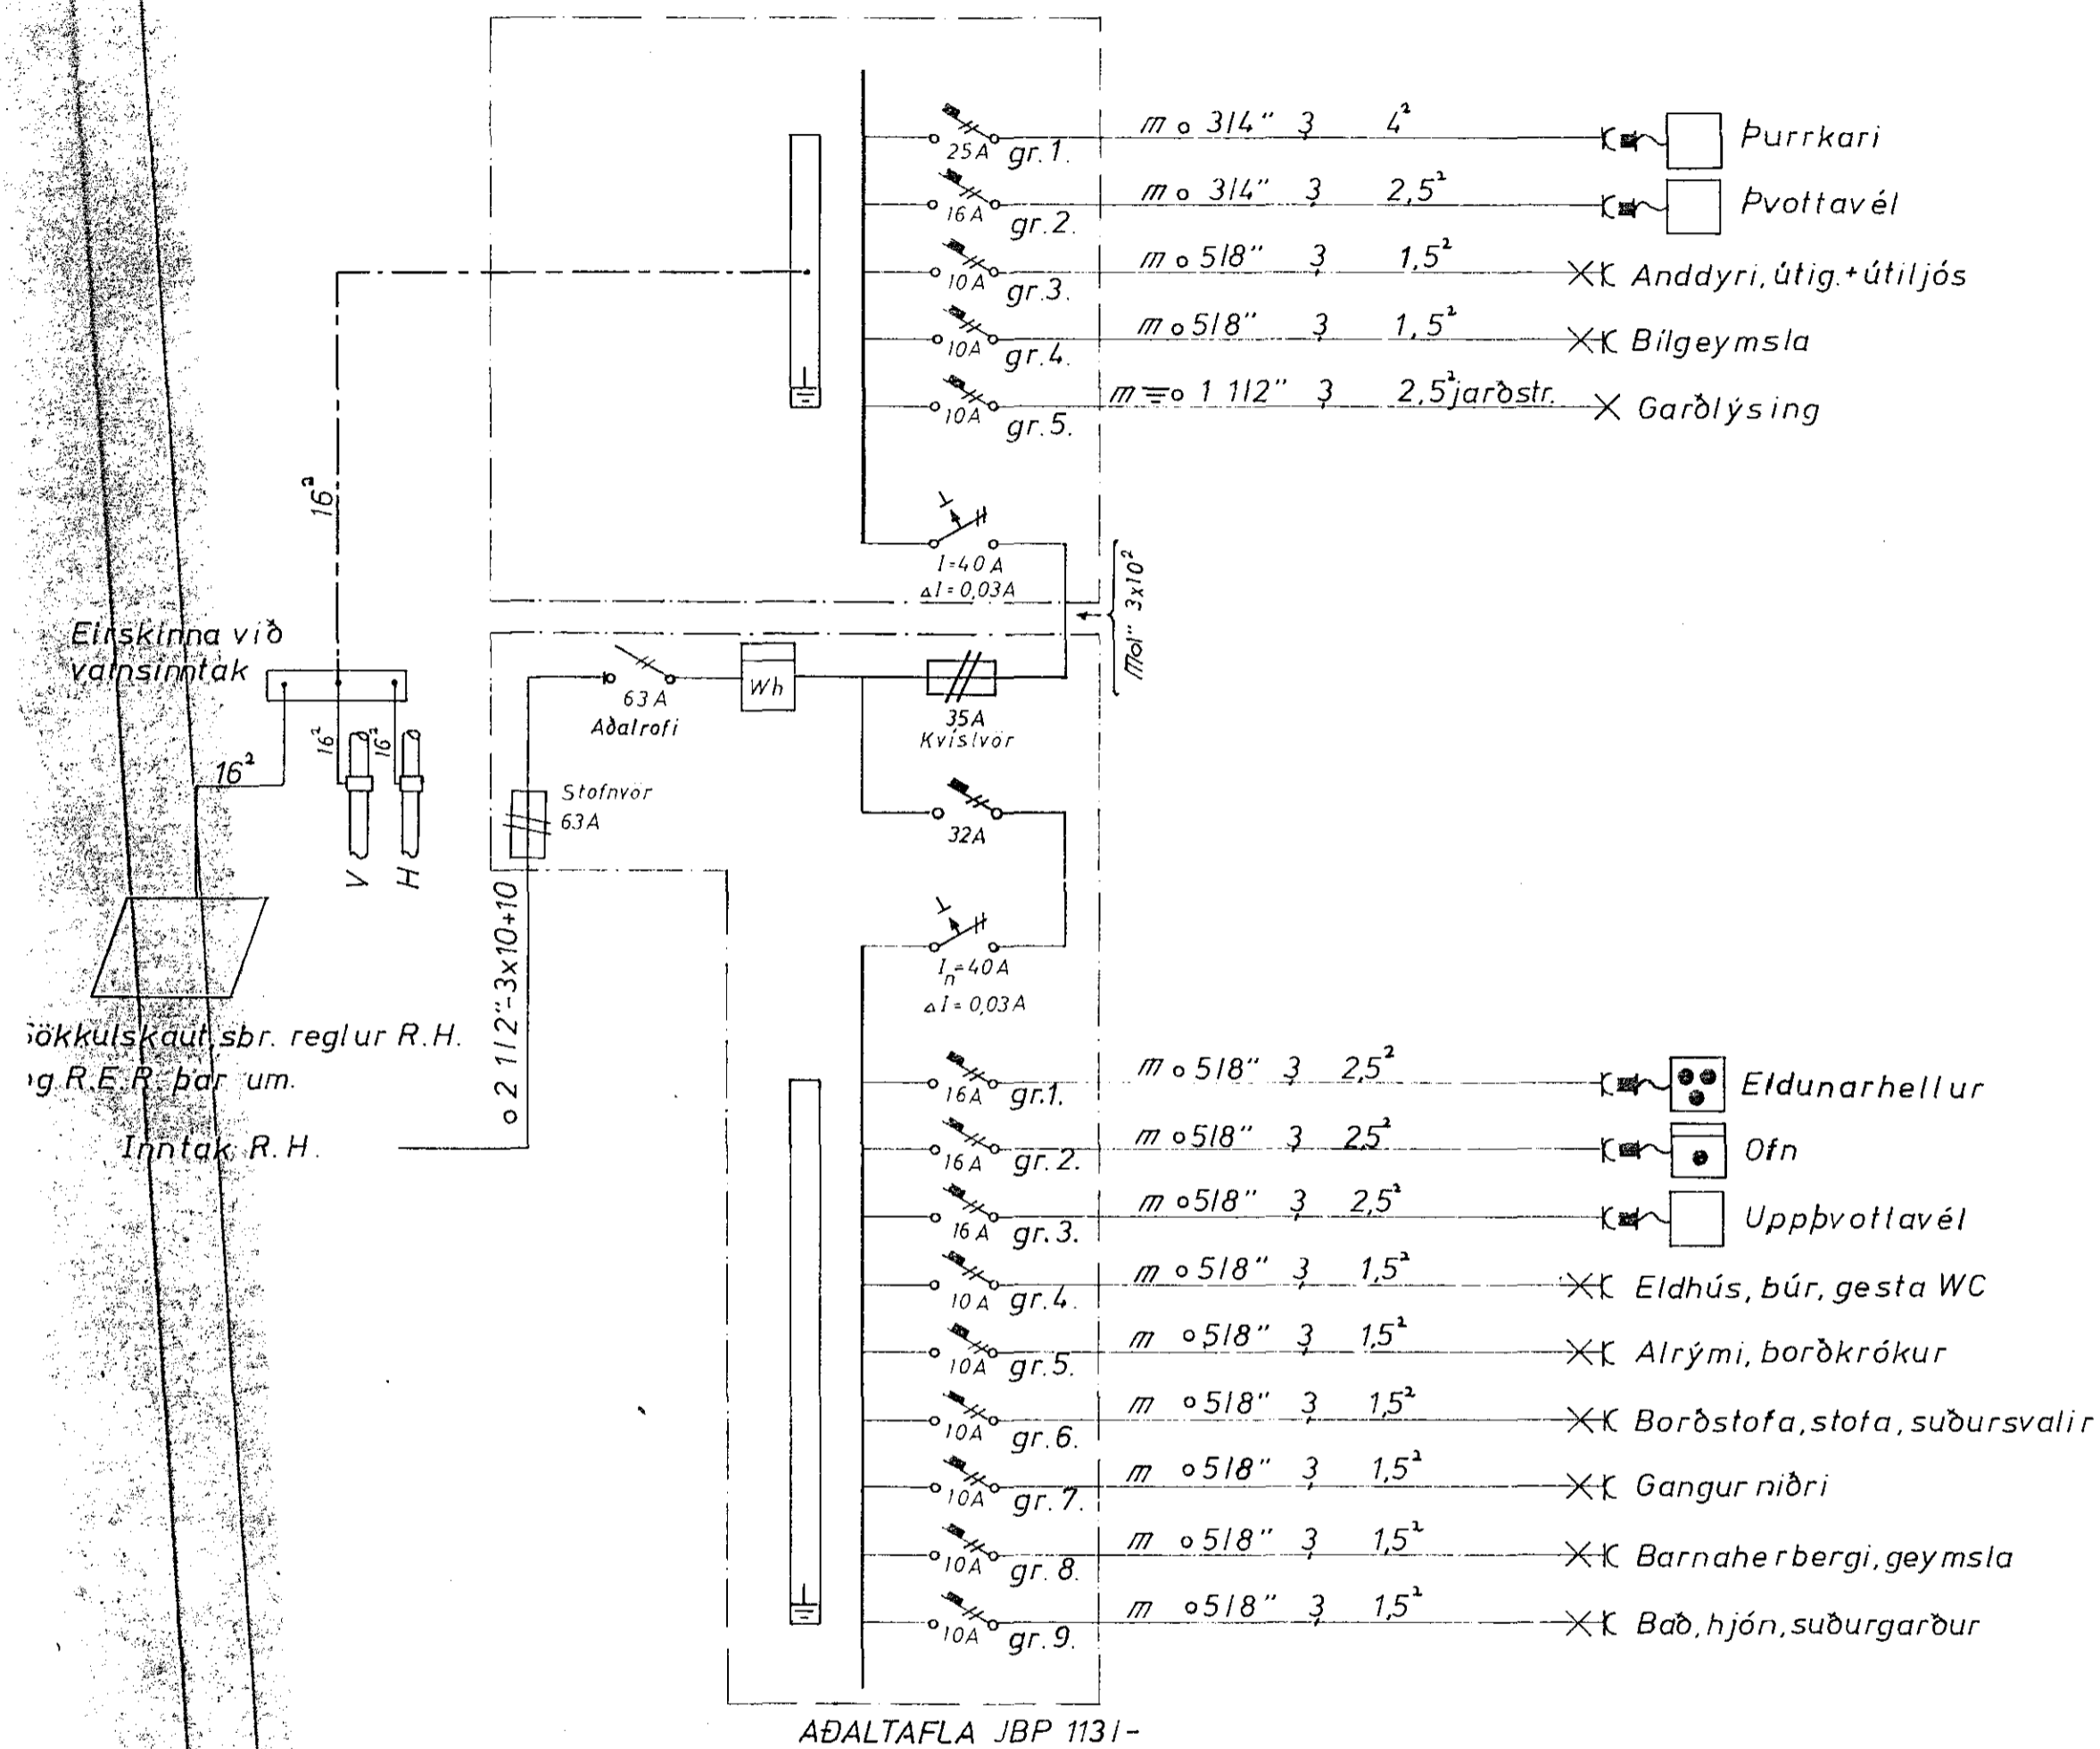 m o 3/4" 3 4²
25A gr.1.
Þurrkari
m o 3/4" 3 2,5²
16A gr.2.
Þvottavél
m o 5/8" 3 1,5²
10A gr.3.
Anddyri, útig.+útiljós
m o 5/8" 3 1,5²
10A gr.4.
Bílgeymsla
m o 1 1/2" 3 2,5² jarðstr.
10A gr.5.
Garðlýsing
16²
I=40A
ΔI=0,03A
3x10²
Eirskinna við
vatnsinntak
63A
Aðalrofi
Wh
35A
Kvíslvör
16²
16²
16²
V
H
Stofnvör
63A
32A
o 2 1/2"-3x10+10
In=40A
ΔI=0,03A
Sökkulskaut, sbr. reglur R.H.
og R.E.R. þar um.
Inntak R.H.
m o 5/8" 3 2,5²
16A gr.1.
Eldunarhellur
m o 5/8" 3 25²
16A gr.2.
Ofn
m o 5/8" 3 2,5²
16A gr.3.
Uppþvottavél
m o 5/8" 3 1,5²
10A gr.4.
Eldhús, búr, gesta WC
m o 5/8" 3 1,5²
10A gr.5.
Alrými, borðkrókur
m o 5/8" 3 1,5²
10A gr.6.
Borðstofa, stofa, suðursvalir
m o 5/8" 3 1,5²
10A gr.7.
Gangur niðri
m o 5/8" 3 1,5²
10A gr.8.
Barnaherbergi, geymsla
m o 5/8" 3 1,5²
10A gr.9.
Bað, hjón, suðurgarður
AÐALTAFLA JBP 113/-